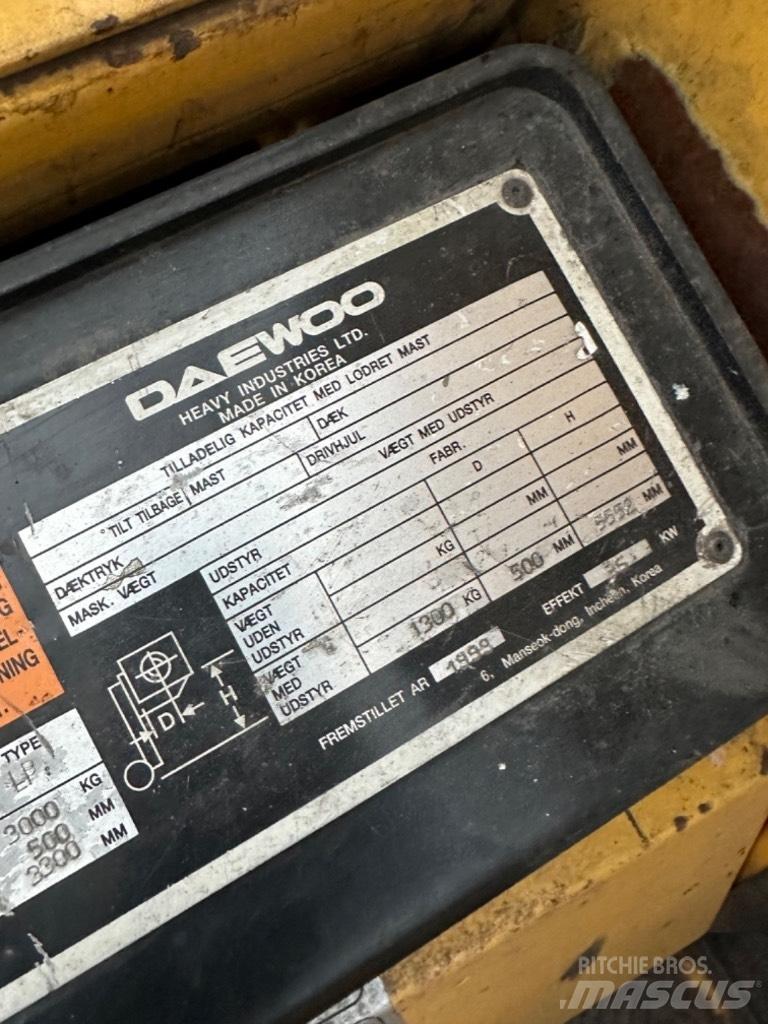 DAEWOO
HEAVY INDUSTRIES LTD.
MADE IN KOREA
TILLADELIG KAPACITET MED LODRET MAST
°TILT TILBAGE MAST DÆK
DÆKTRYK DRIVHJUL
MASK. VÆGT VÆGT MED UDSTYR
UDSTYR FABR.
KAPACITET D H
VÆGT UDEN UDSTYR KG MM MM
VÆGT MED UDSTYR 1300 KG 500 MM 5552 MM
FREMSTILLET AR 1999 EFFEKT KW
6, Manseok-dong, Incheon, Korea
D
H
NING
TYPE
LP
3000 KG
500 MM
3300 MM
RITCHIE BROS.
MASCUS